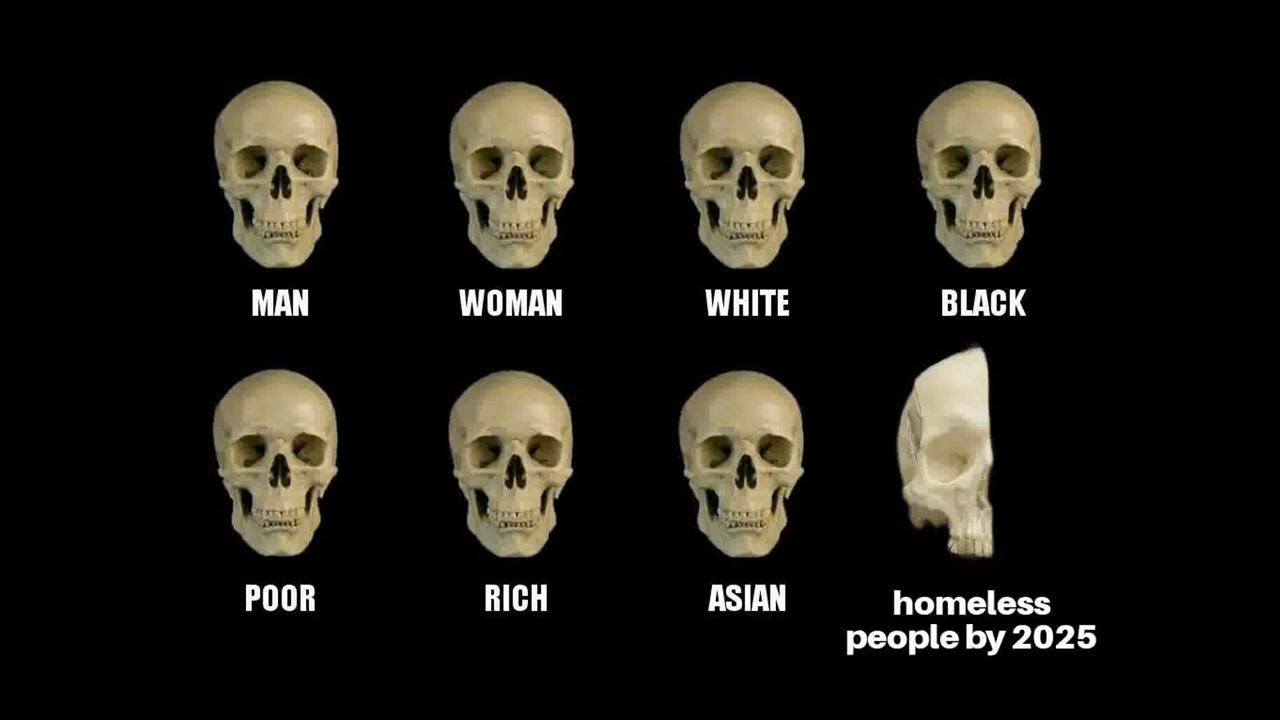 MAN
WOMAN
WHITE
BLACK
POOR
RICH
ASIAN
homeless
people by 2025